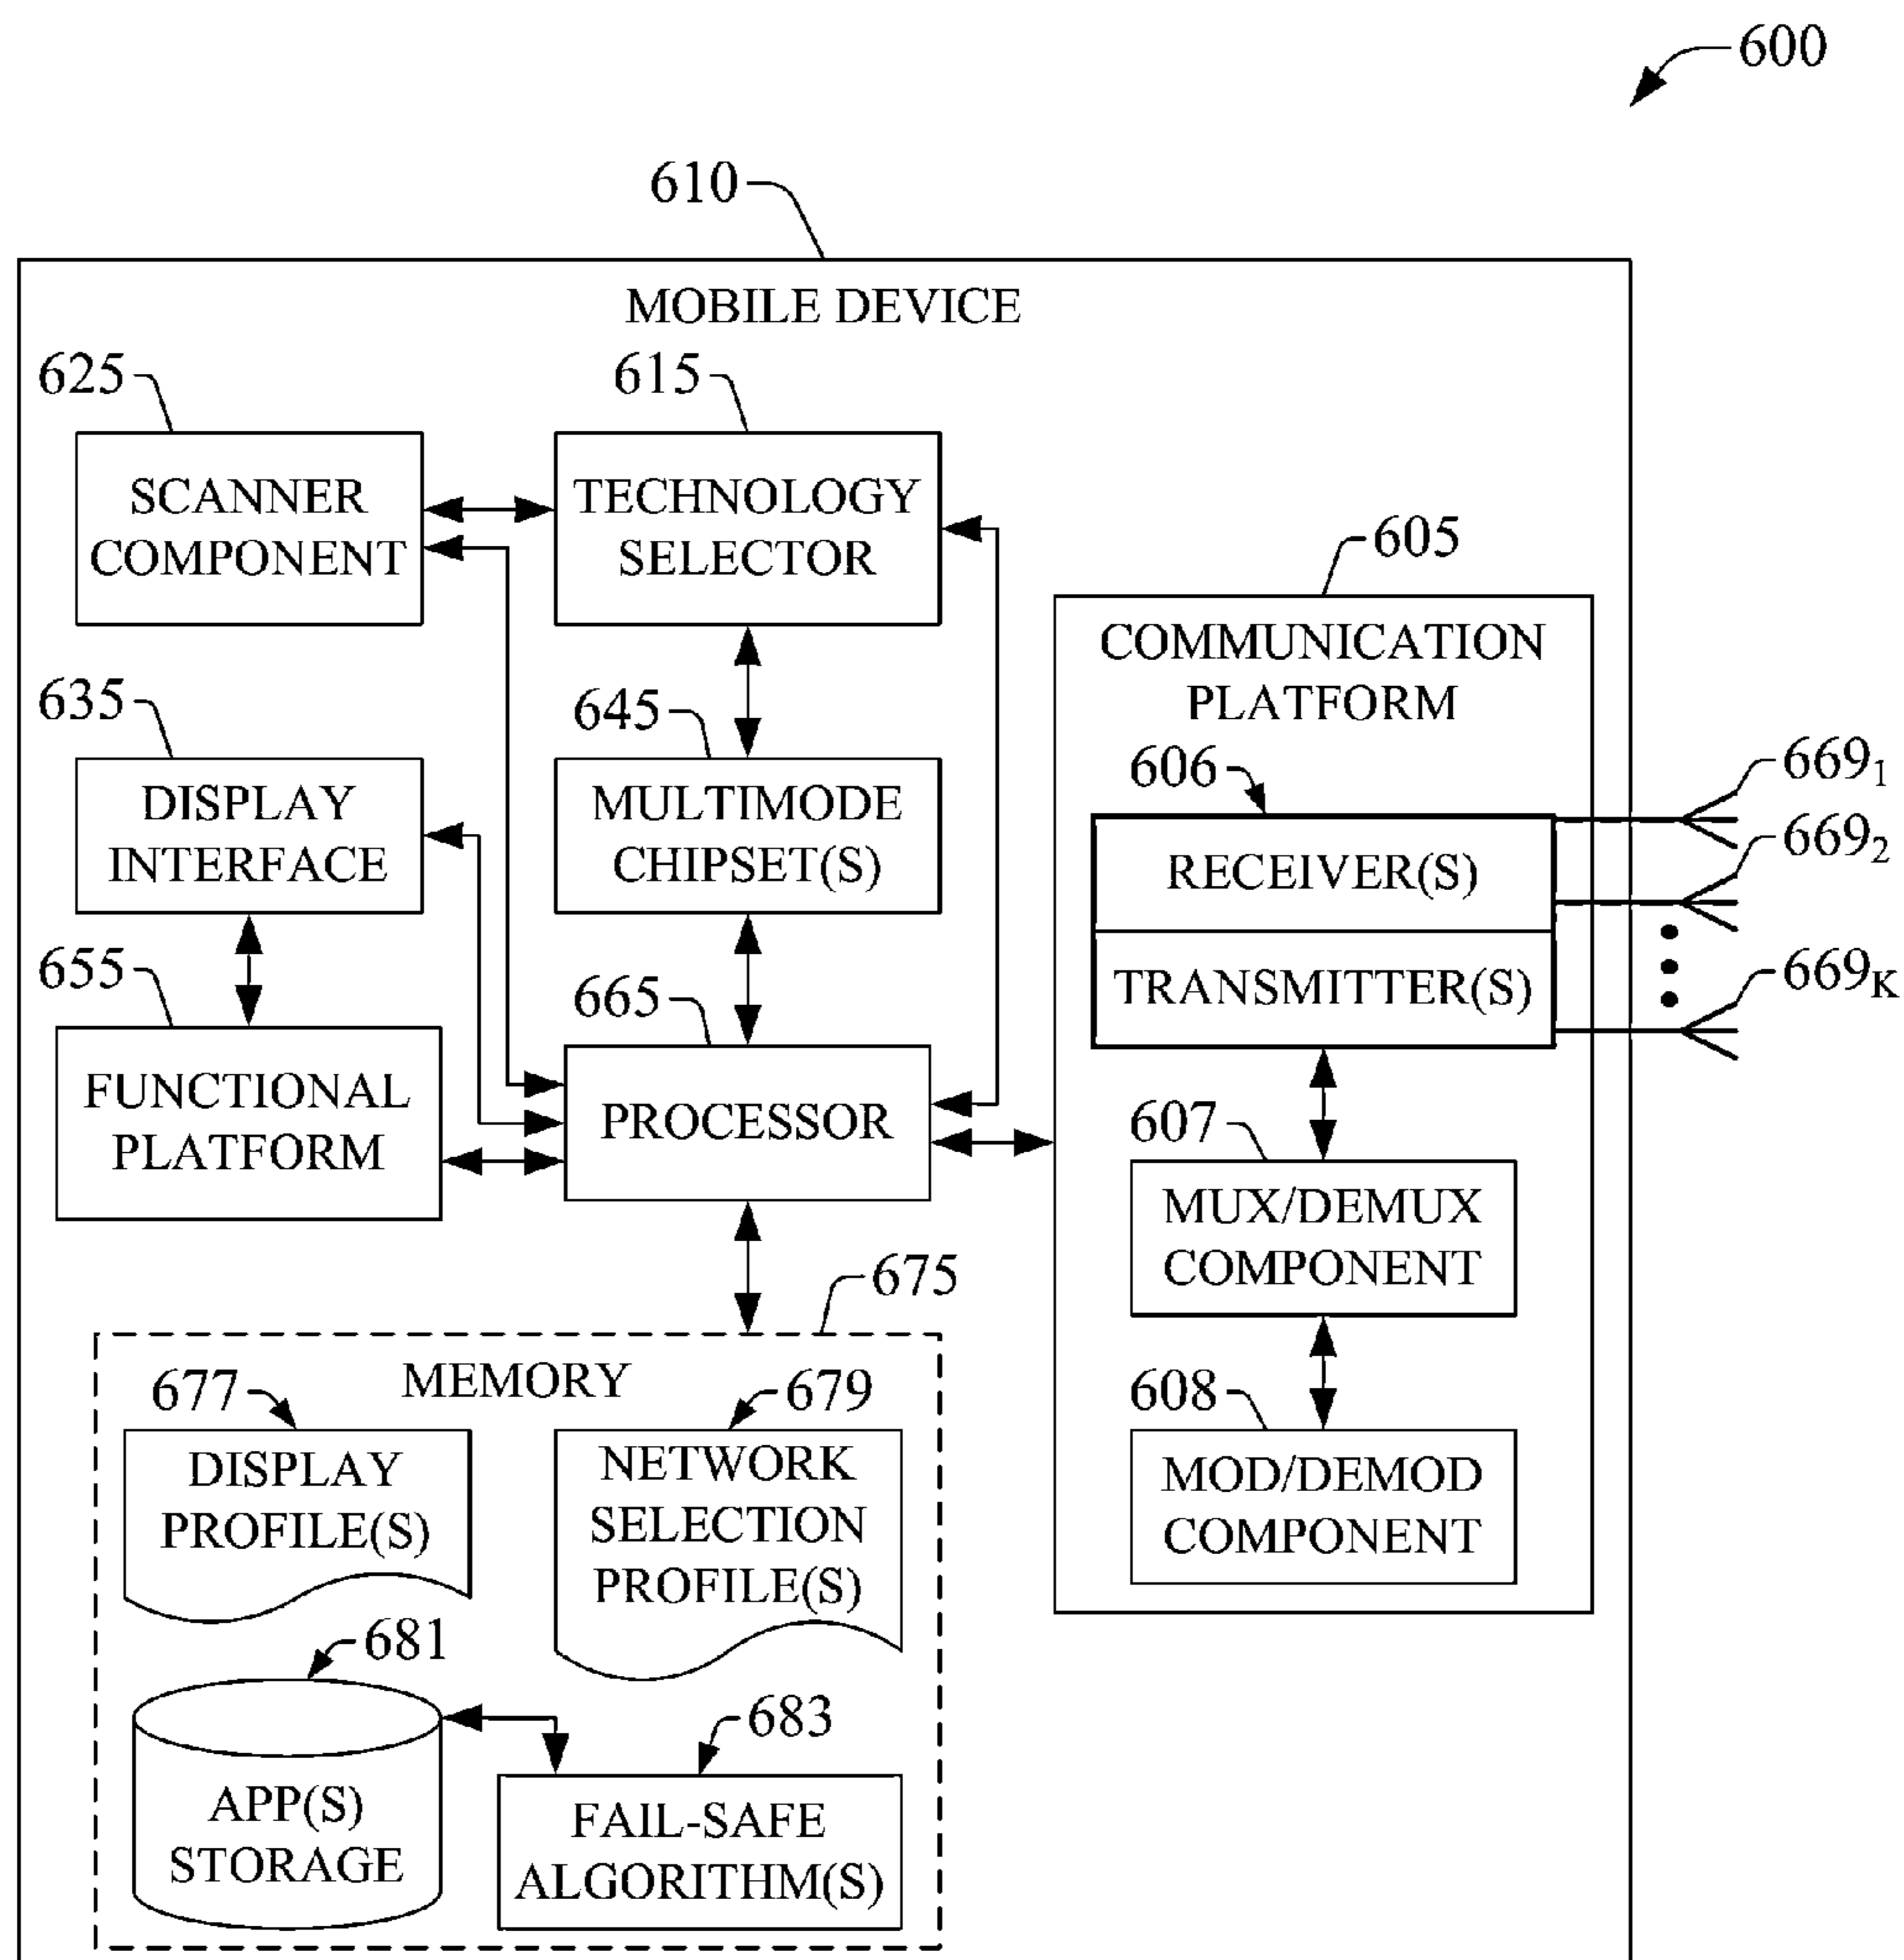 600
610
MOBILE DEVICE
625
615
SCANNER
COMPONENT
TECHNOLOGY
SELECTOR
605
COMMUNICATION
PLATFORM
635
645
DISPLAY
INTERFACE
MULTIMODE
CHIPSET(S)
606
RECEIVER(S)
TRANSMITTER(S)
669₁
669₂
669K
655
665
FUNCTIONAL
PLATFORM
PROCESSOR
607
MUX/DEMUX
COMPONENT
608
MOD/DEMOD
COMPONENT
675
MEMORY
677
679
DISPLAY
PROFILE(S)
NETWORK
SELECTION
PROFILE(S)
681
683
APP(S)
STORAGE
FAIL-SAFE
ALGORITHM(S)